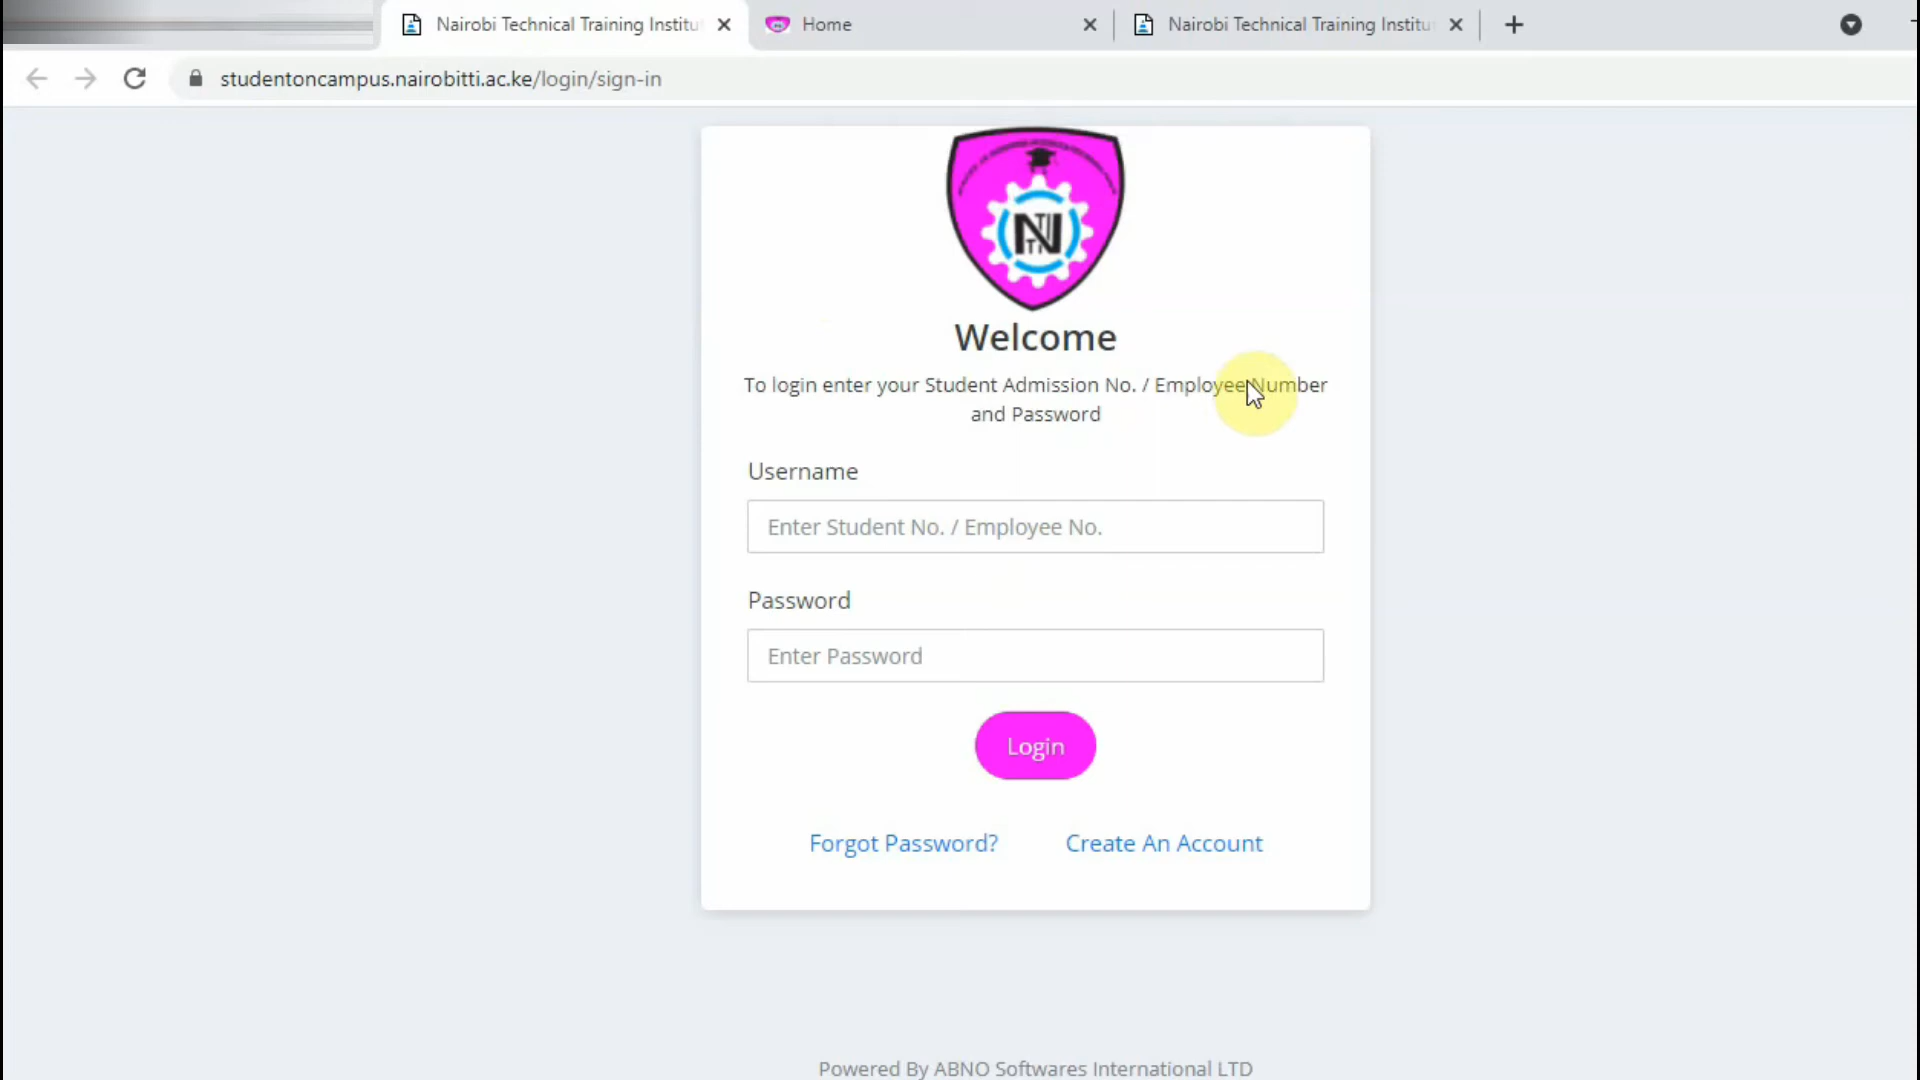 Nairobi Technical Training Institu
Home
Nairobi Technical Training Institu
studentoncampus.nairobitti.ac.ke/login/sign-in
NTTI
Welcome
To login enter your Student Admission No. / Employee Number
and Password
Username
Enter Student No. / Employee No.
Password
Enter Password
Login
Forgot Password?
Create An Account
Powered By ABNO Softwares International LTD